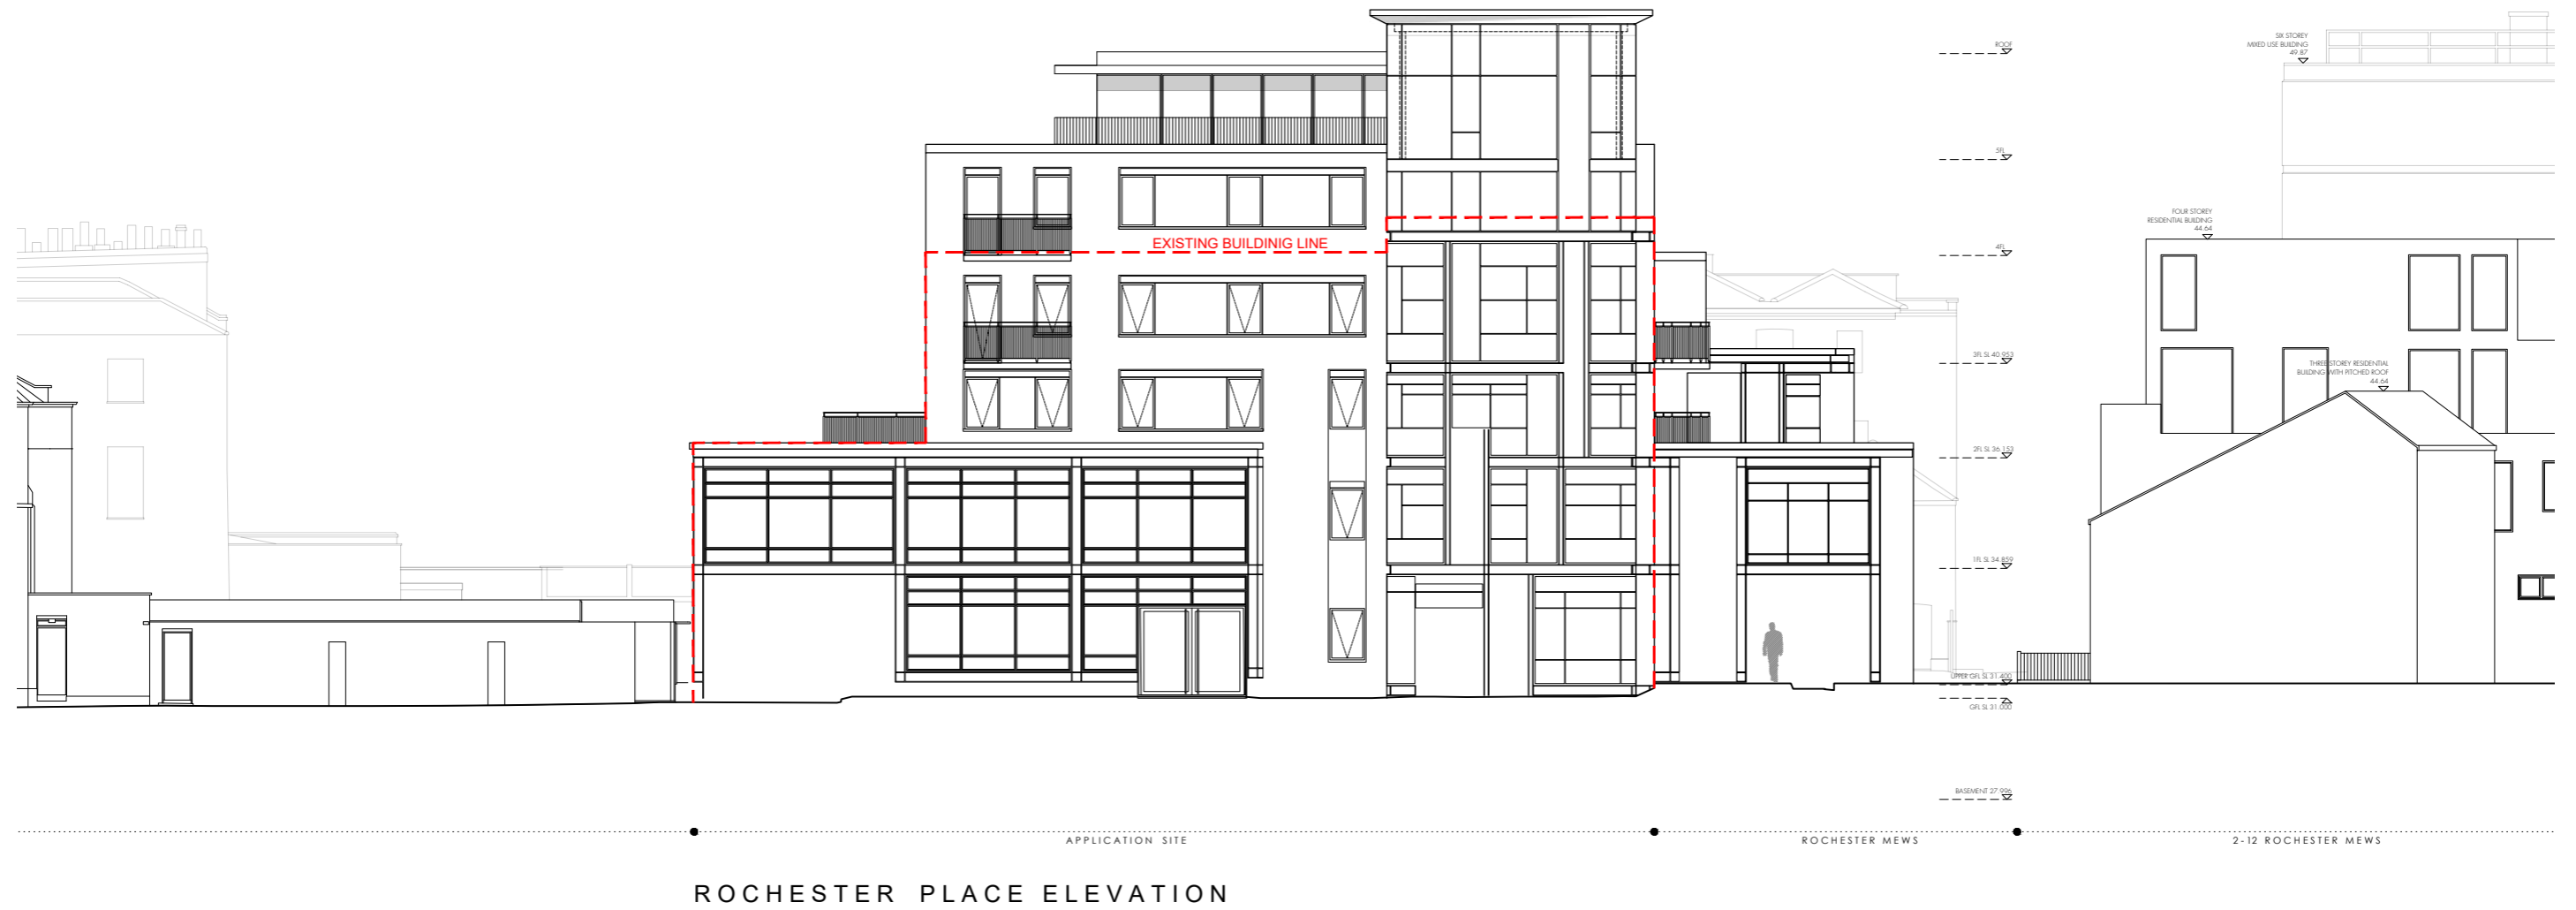 ROOF
SIX STOREY
MIXED USE BUILDING
49.87
5FL
FOUR STOREY
RESIDENTIAL BUILDING
44.64
EXISTING BUILDINIG LINE
4FL
3FL SL 40.953
THREE STOREY RESIDENTIAL
BUILDING WITH PITCHED ROOF
44.64
2FL SL 36.153
1FL SL 34.859
UPPER GFL SL 31.400
GFL SL 31.000
BASEMENT 27.996
APPLICATION SITE
ROCHESTER MEWS
2-12 ROCHESTER MEWS
ROCHESTER PLACE ELEVATION